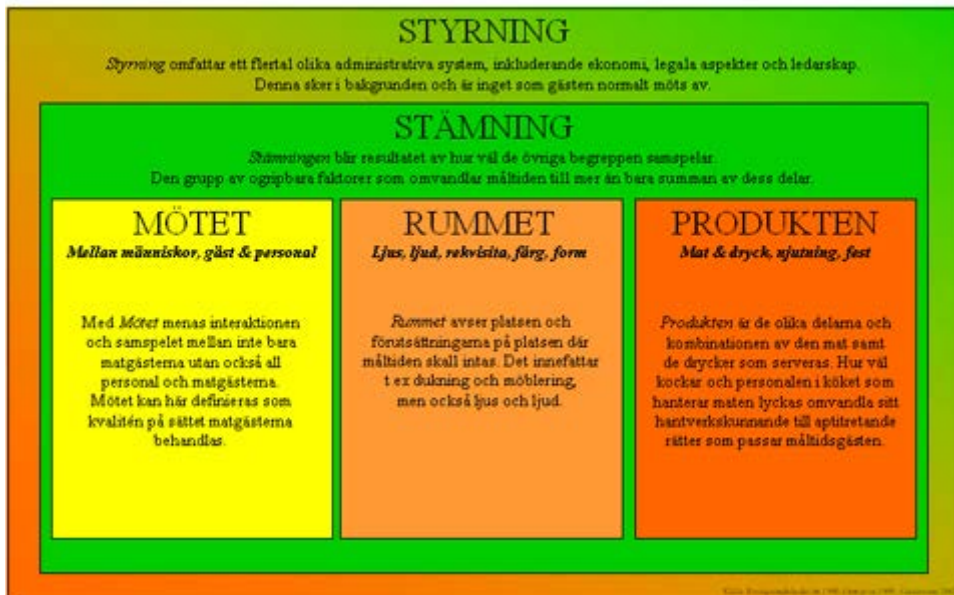 STYRNING
Styrning omfattar ett flertal olika administrativa system, inkluderande ekonomi, legala aspekter och ledarskap.
Denna sker i bakgrunden och är inget som gästen normalt möts av.
STÄMNING
Stämningen blir resultatet av hur väl de övriga begreppen samspelar.
Den grupp av ogripbara faktorer som omvandlar måltiden till mer än bara summan av dess delar.
MÖTET
Mellan människor, gäst & personal
Med Mötet menas interaktionen
och samspelet mellan inte bara
matgästerna utan också all
personal och matgästerna.
Mötet kan här definieras som
kvalitén på sättet matgästerna
behandlas.
RUMMET
Ljus, ljud, rekvisita, färg, form
Rummet avser platsen och
förutsättningarna på platsen där
måltiden skall intas. Det innefattar
t ex dukning och möblering,
men också ljus och ljud.
PRODUKTEN
Mat & dryck, njutning, fest
Produkten är de olika delarna och
kombinationen av den mat samt
de drycker som serveras. Hur väl
kockar och personalen i köket som
hanterar maten lyckas omvandla sitt
hantverkskunnande till aptitretande
rätter som passar måltidsgästen.